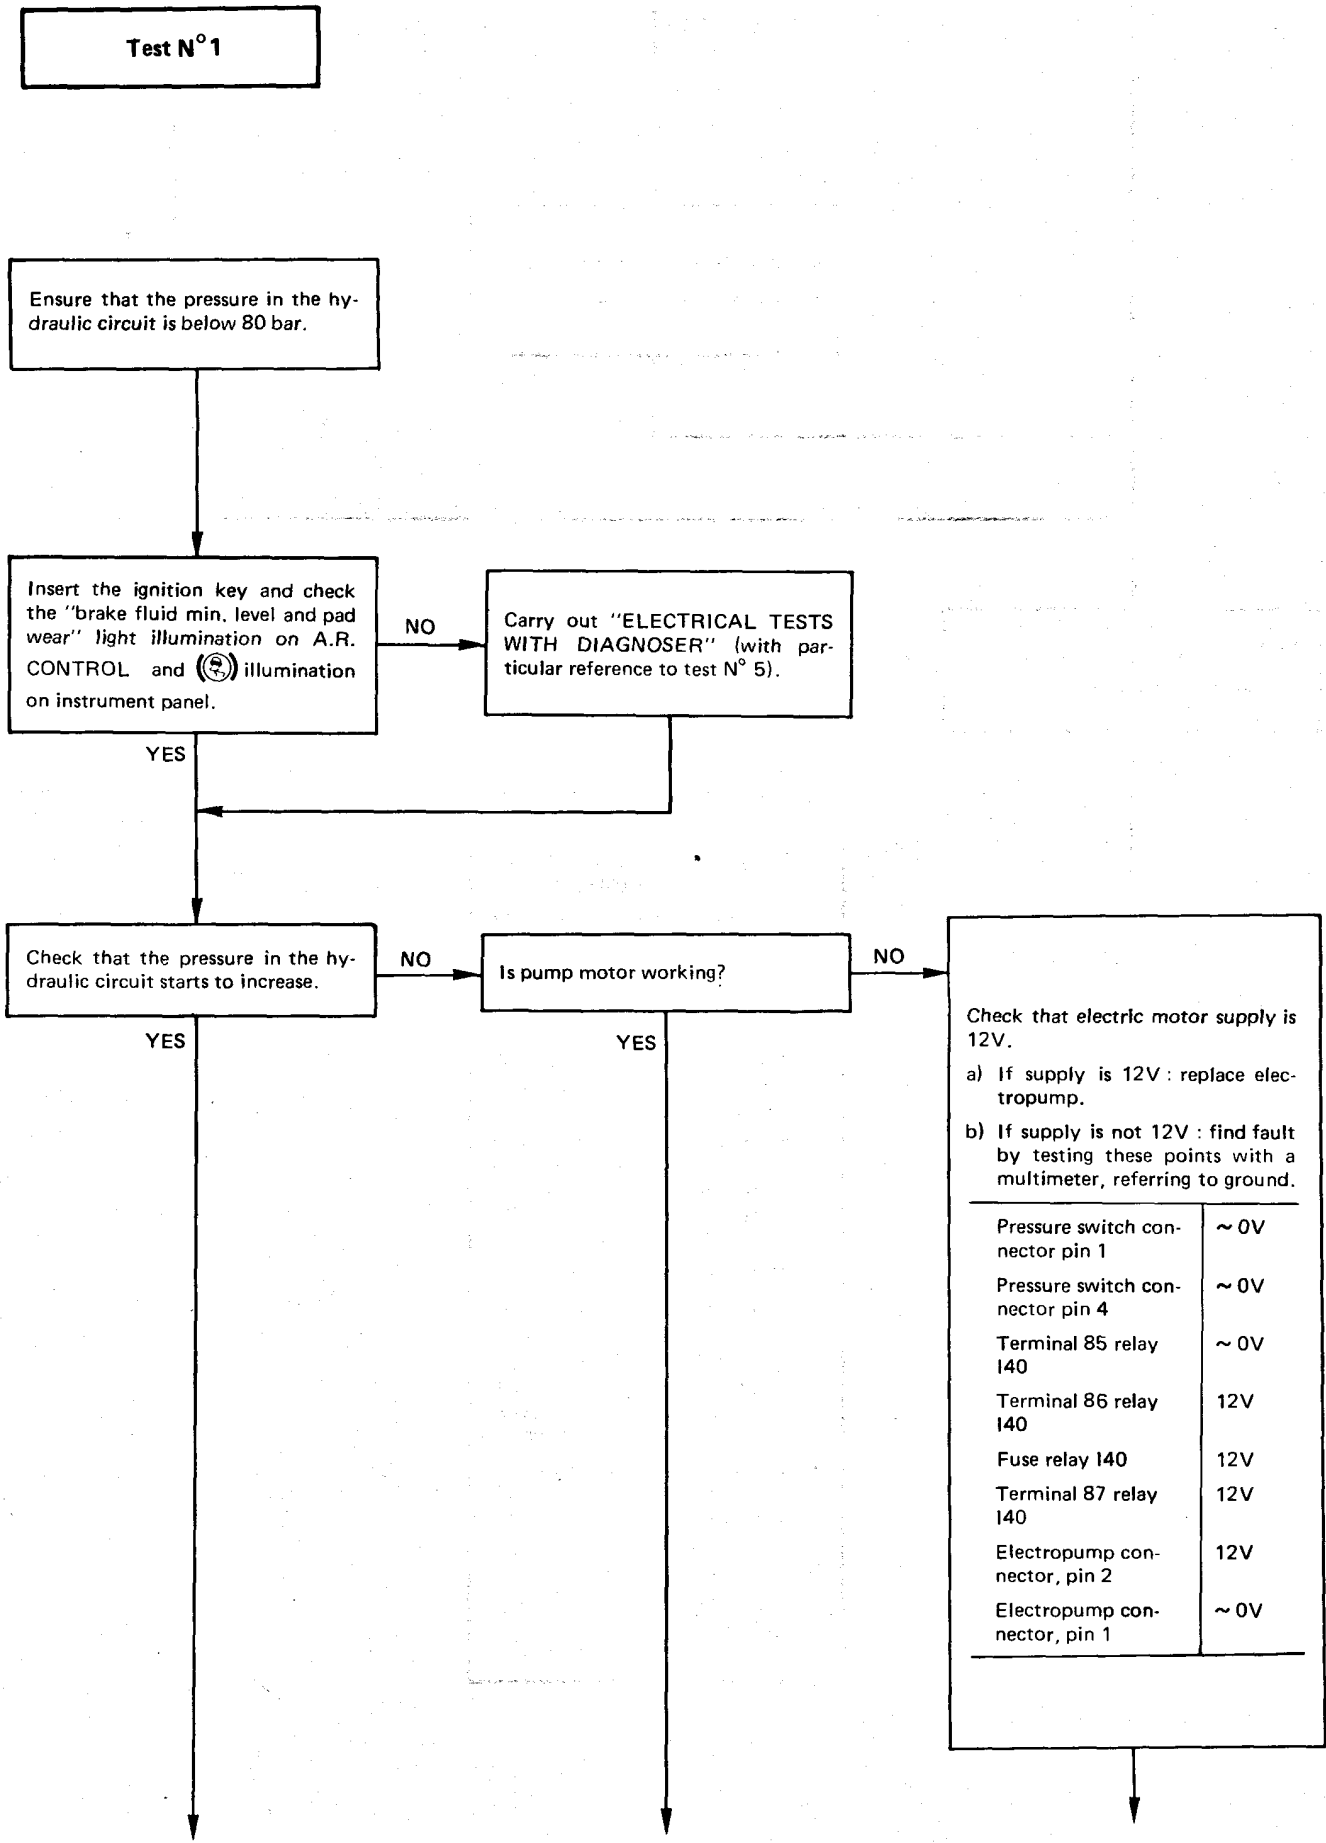 Test N° 1
Ensure that the pressure in the hy-
draulic circuit is below 80 bar.
Insert the ignition key and check
the "brake fluid min. level and pad
wear" light illumination on A.R.
CONTROL and illumination
on instrument panel.
NO
Carry out "ELECTRICAL TESTS
WITH DIAGNOSER" (with par-
ticular reference to test N° 5).
YES
Check that the pressure in the hy-
draulic circuit starts to increase.
NO
Is pump motor working?
NO
YES
YES
Check that electric motor supply is
12V.
a) If supply is 12V : replace elec-
tropump.
b) If supply is not 12V : find fault
by testing these points with a
multimeter, referring to ground.
Pressure switch con- ~ 0V
nector pin 1
Pressure switch con- ~ 0V
nector pin 4
Terminal 85 relay ~ 0V
I40
Terminal 86 relay 12V
I40
Fuse relay I40 12V
Terminal 87 relay 12V
I40
Electropump con- 12V
nector, pin 2
Electropump con- ~ 0V
nector, pin 1